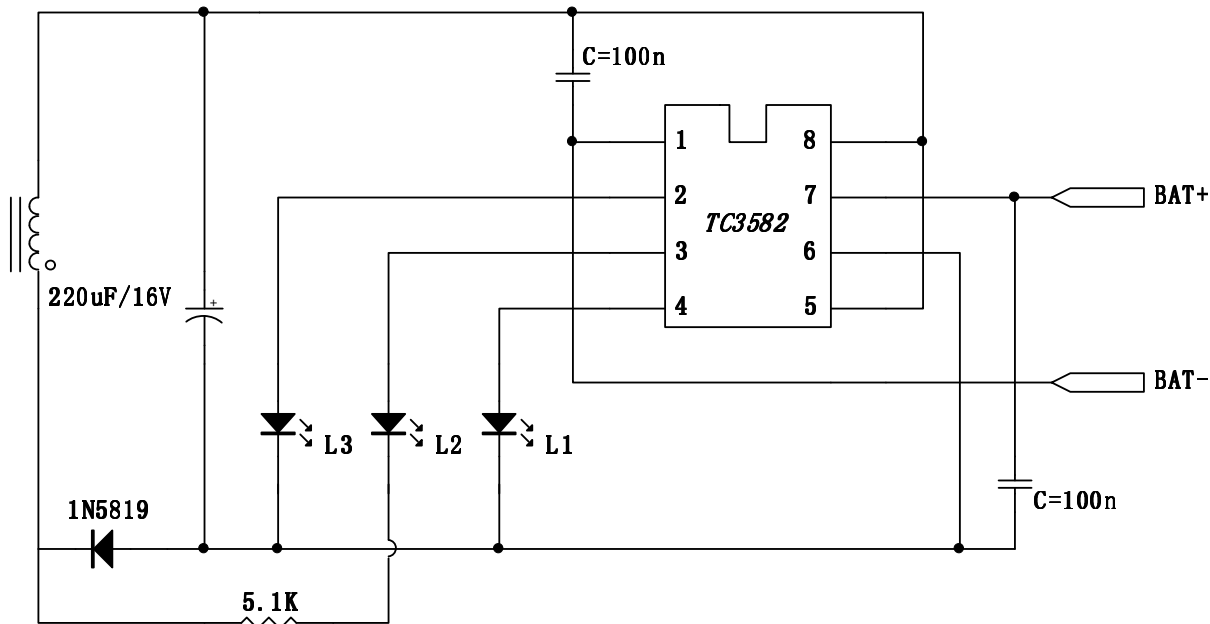 C=100n
1
8
2
7
BAT+
TC3582
3
6
220uF/16V
+
4
5
BAT-
L3
L2
L1
1N5819
C=100n
5.1K